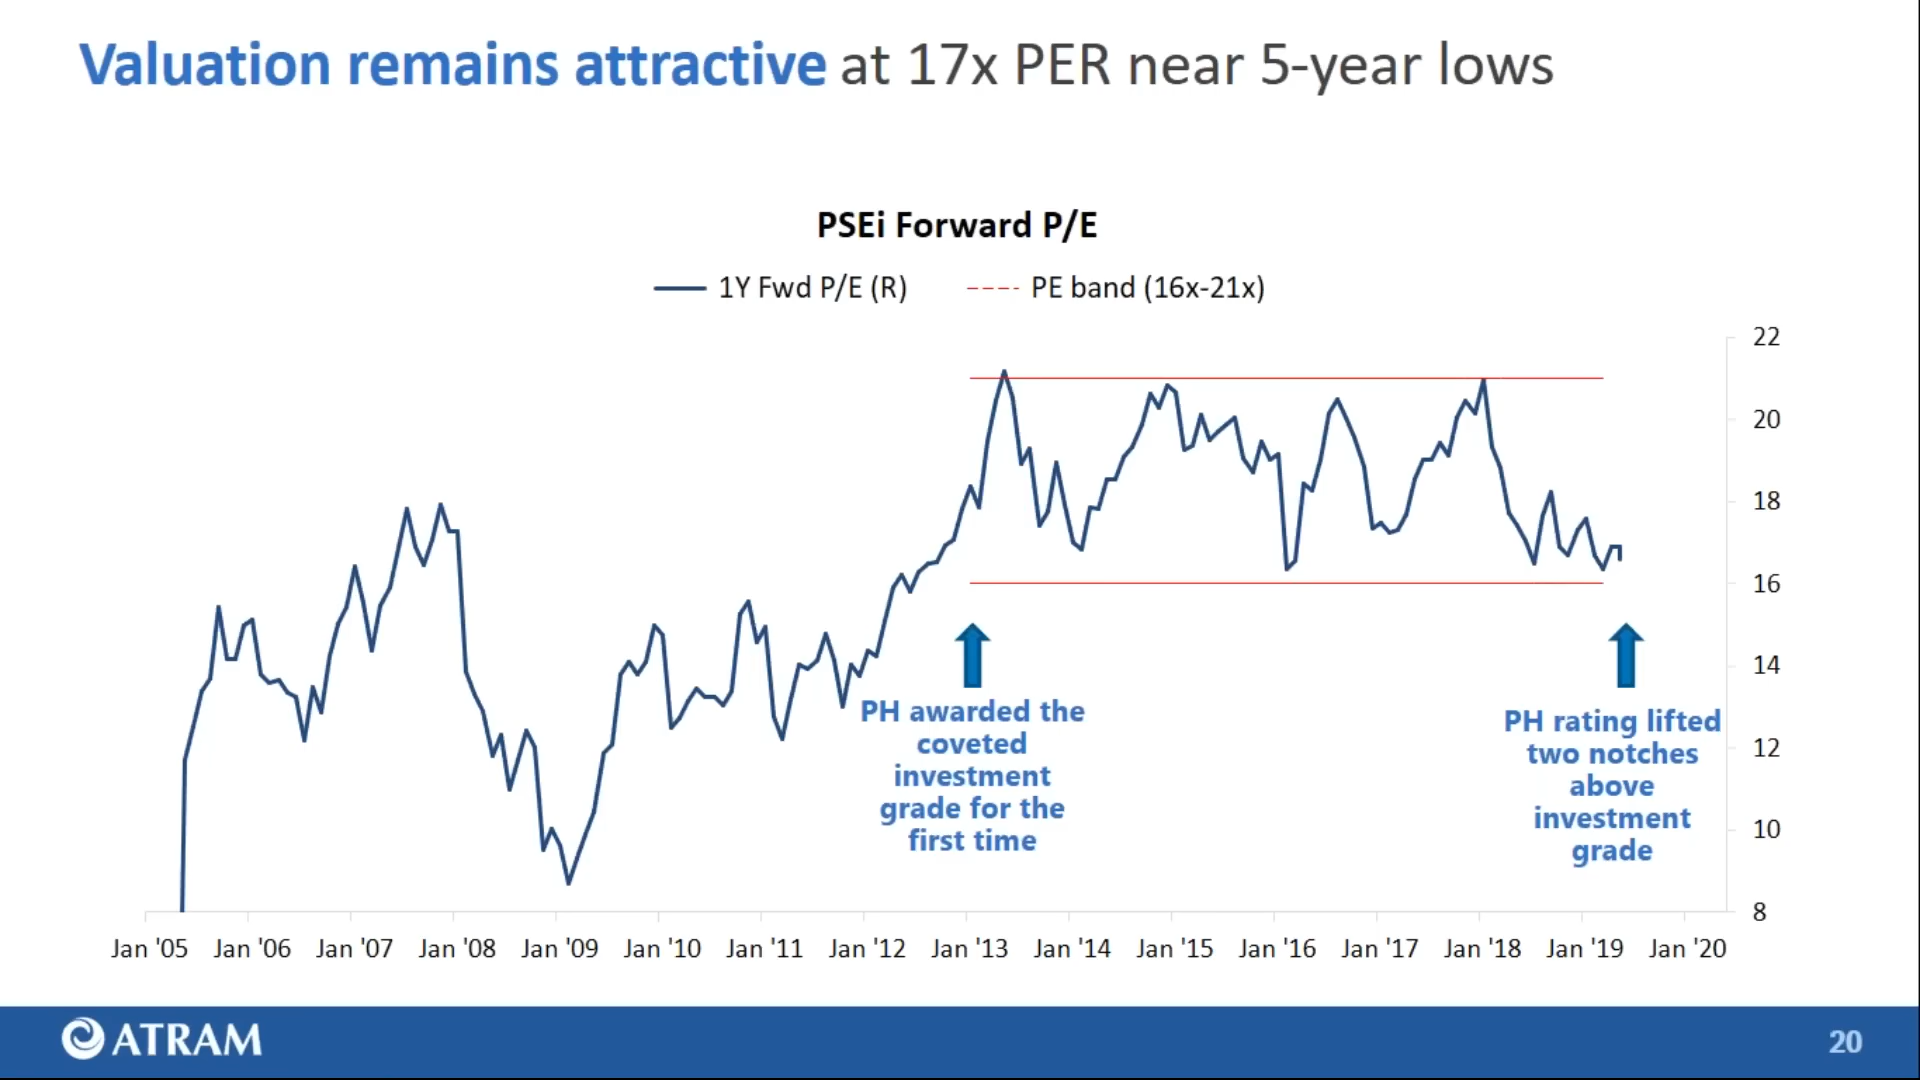 Valuation remains attractive at 17x PER near 5-year lows
PSEi Forward P/E
1Y Fwd P/E (R)
PE band (16x-21x)
22
20
18
16
14
12
10
8
PH awarded the
coveted
investment
grade for the
first time
PH rating lifted
two notches
above
investment
grade
Jan '05 Jan '06 Jan '07 Jan '08 Jan '09 Jan '10 Jan '11 Jan '12 Jan '13 Jan '14 Jan '15 Jan '16 Jan '17 Jan '18 Jan '19 Jan '20
ATRAM
20